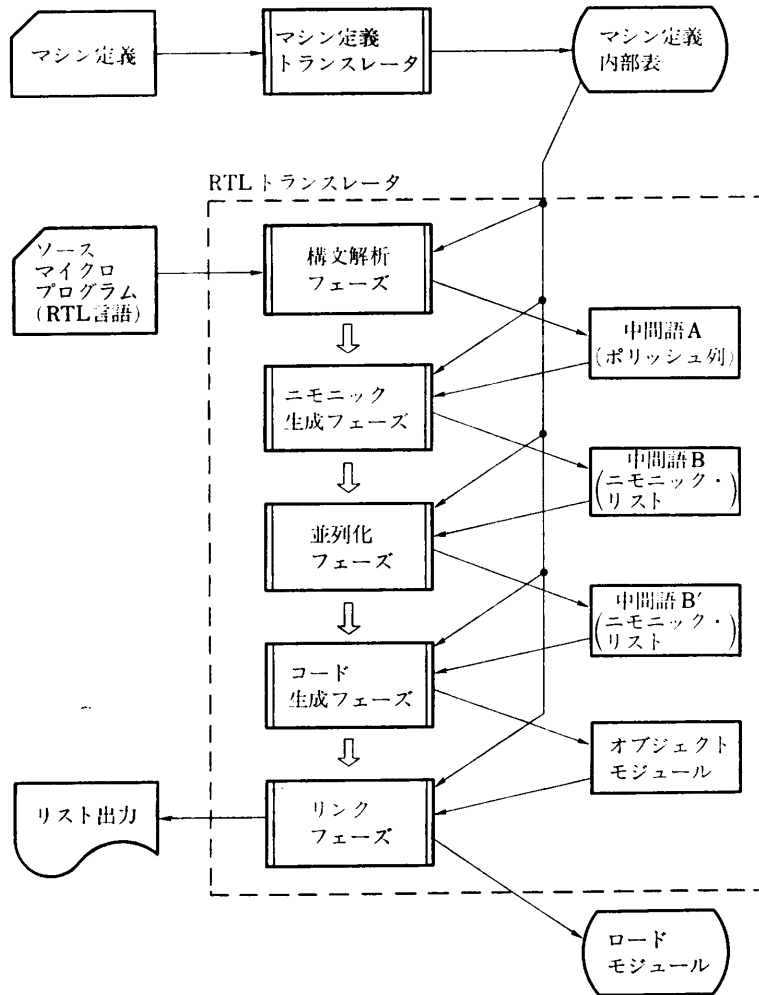 マシン定義
マシン定義
トランスレータ
マシン定義
内部表
RTLトランスレータ
ソース
マイクロ
プログラム
(RTL言語)
構文解析
フェーズ
中間語A
(ポリッシュ列)
ニモニック
生成フェーズ
中間語B
(ニモニック・
リスト)
並列化
フェーズ
中間語B′
(ニモニック・
リスト)
コード
生成フェーズ
オブジェクト
モジュール
リスト出力
リンク
フェーズ
ロード
モジュール